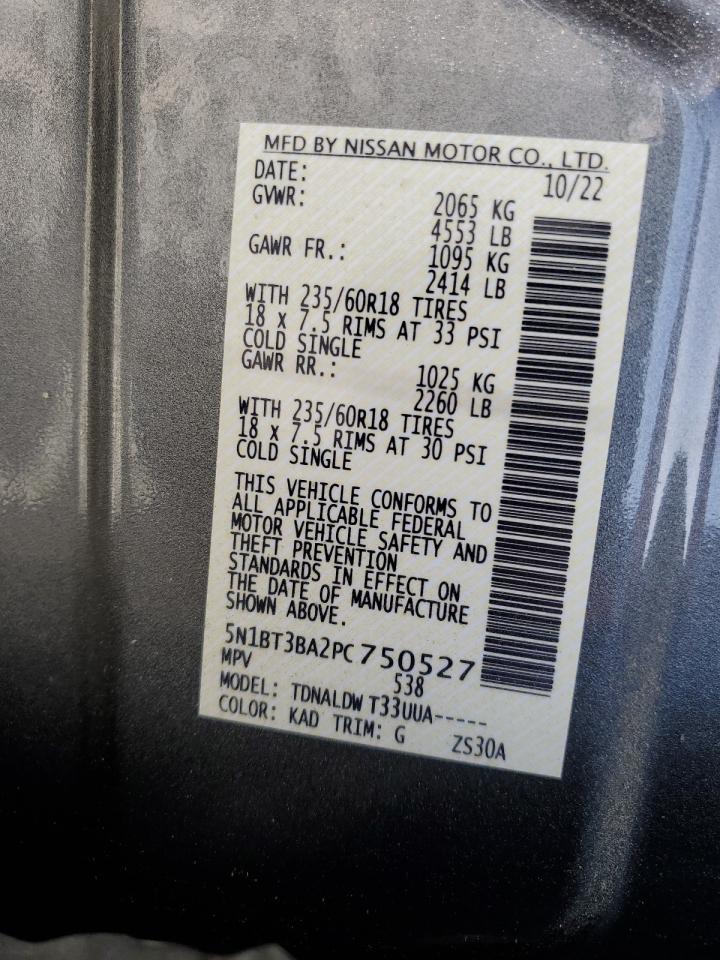 MFD BY NISSAN MOTOR CO., LTD.
DATE: 10/22
GVWR: 2065 KG
4553 LB
GAWR FR.: 1095 KG
2414 LB
WITH 235/60R18 TIRES
18 x 7.5 RIMS AT 33 PSI
COLD SINGLE
GAWR RR.: 1025 KG
2260 LB
WITH 235/60R18 TIRES
18 x 7.5 RIMS AT 30 PSI
COLD SINGLE
THIS VEHICLE CONFORMS TO
ALL APPLICABLE FEDERAL
MOTOR VEHICLE SAFETY AND
THEFT PREVENTION
STANDARDS IN EFFECT ON
THE DATE OF MANUFACTURE
SHOWN ABOVE.
5N1BT3BA2PC750527
MPV 538
MODEL: TDNALDW T33UUA-----
COLOR: KAD TRIM: G ZS30A